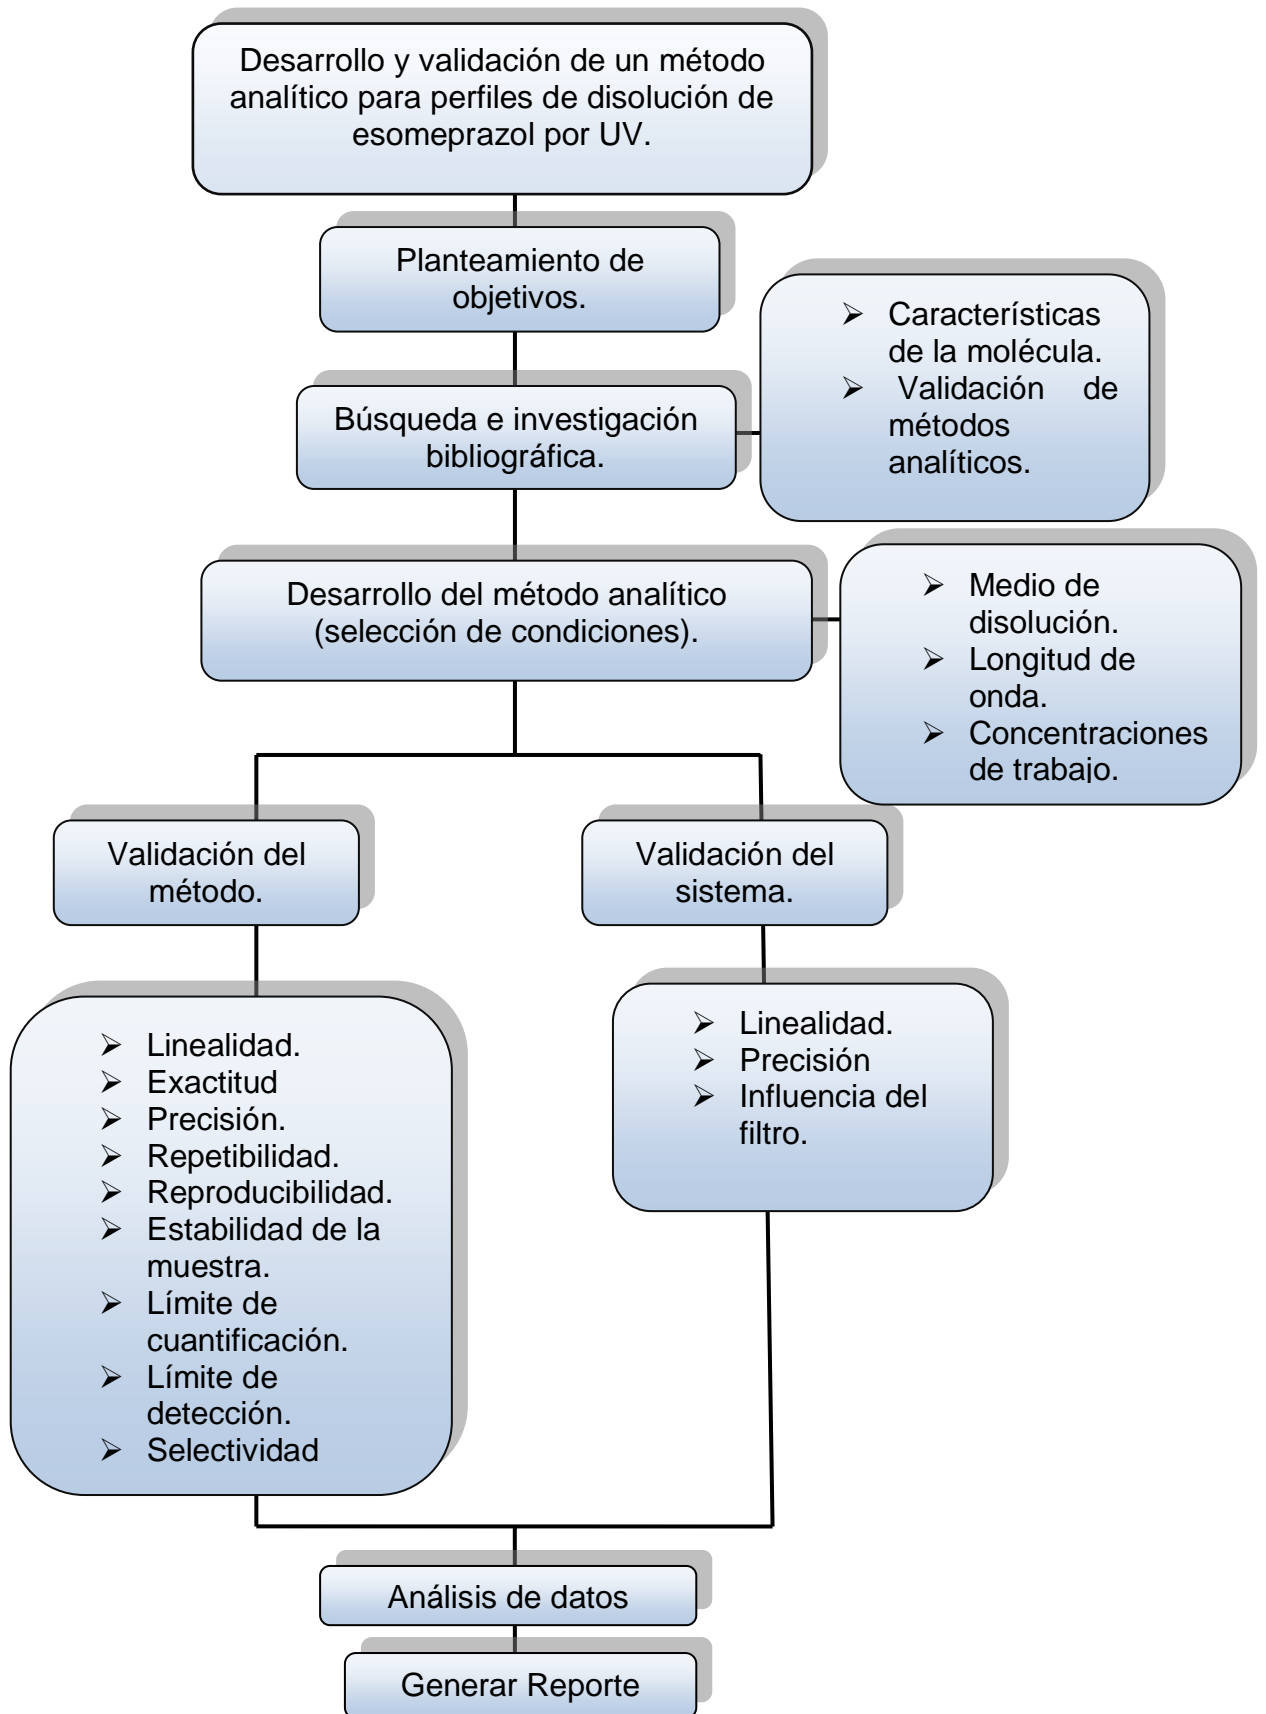 Desarrollo y validación de un método
analítico para perfiles de disolución de
esomeprazol por UV.
Planteamiento de
objetivos.
➢ Características
de la molécula.
➢ Validación de
métodos
analíticos.
Búsqueda e investigación
bibliográfica.
Desarrollo del método analítico
(selección de condiciones).
➢ Medio de
disolución.
➢ Longitud de
onda.
➢ Concentraciones
de trabajo.
Validación del
método.
Validación del
sistema.
➢ Linealidad.
➢ Exactitud
➢ Precisión.
➢ Repetibilidad.
➢ Reproducibilidad.
➢ Estabilidad de la
muestra.
➢ Límite de
cuantificación.
➢ Límite de
detección.
➢ Selectividad
➢ Linealidad.
➢ Precisión
➢ Influencia del
filtro.
Análisis de datos
Generar Reporte